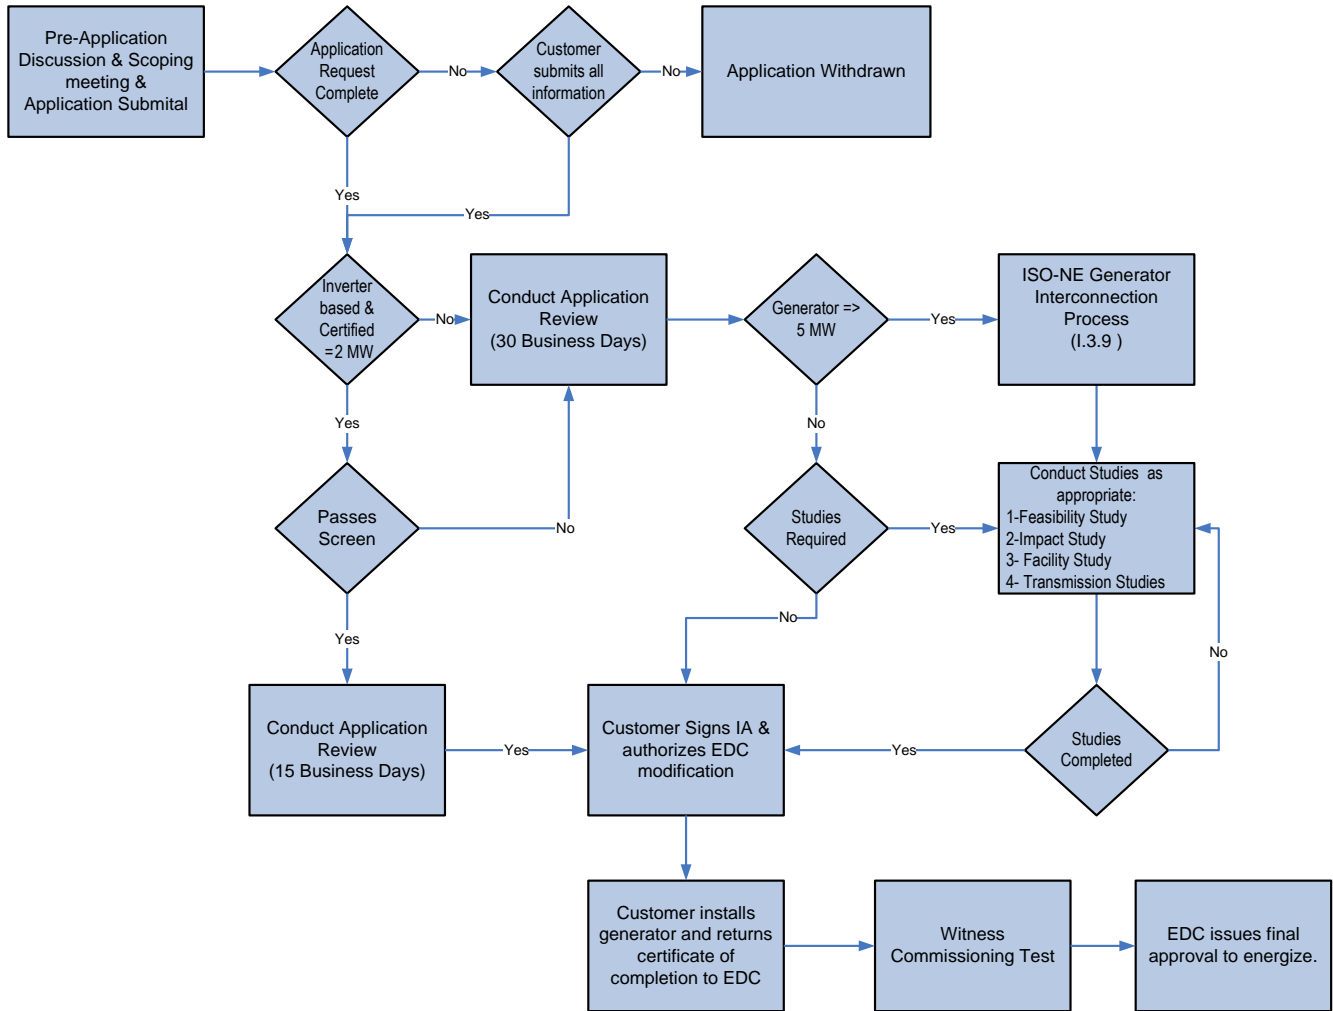 Pre-Application
Discussion & Scoping
meeting &
Application Submital
Application
Request
Complete
No
Customer
submits all
information
No
Application Withdrawn
Yes
Yes
Inverter
based &
Certified
=2 MW
No
Conduct Application
Review
(30 Business Days)
Generator =>
5 MW
Yes
ISO-NE Generator
Interconnection
Process
(I.3.9 )
Yes
No
Passes
Screen
No
Studies
Required
Yes
Conduct Studies as
appropriate:
1-Feasibility Study
2-Impact Study
3- Facility Study
4- Transmission Studies
Yes
No
No
Conduct Application
Review
(15 Business Days)
Yes
Customer Signs IA &
authorizes EDC
modification
Yes
Studies
Completed
Customer installs
generator and returns
certificate of
completion to EDC
Witness
Commissioning Test
EDC issues final
approval to energize.